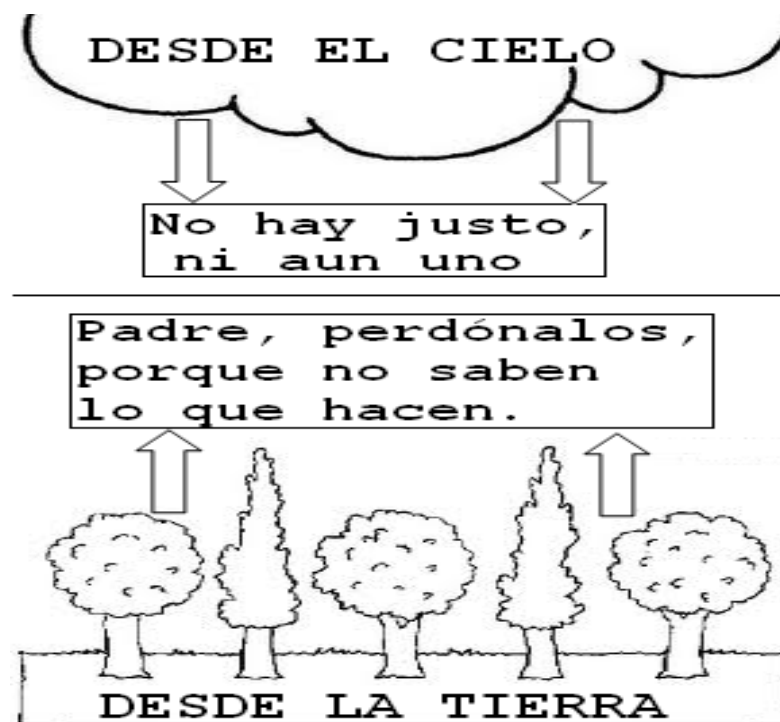 DESDE EL CIELO
No hay justo,
ni aun uno
Padre, perdónalos,
porque no saben
lo que hacen.
DESDE LA TIERRA